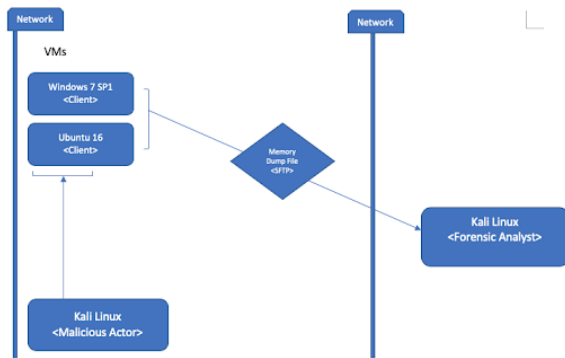 Network
Network
VMs
Windows 7 SP1
<Client>
Ubuntu 16
<Client>
Memory
Dump File
<SFTP>
Kali Linux
<Forensic Analyst>
Kali Linux
<Malicious Actor>